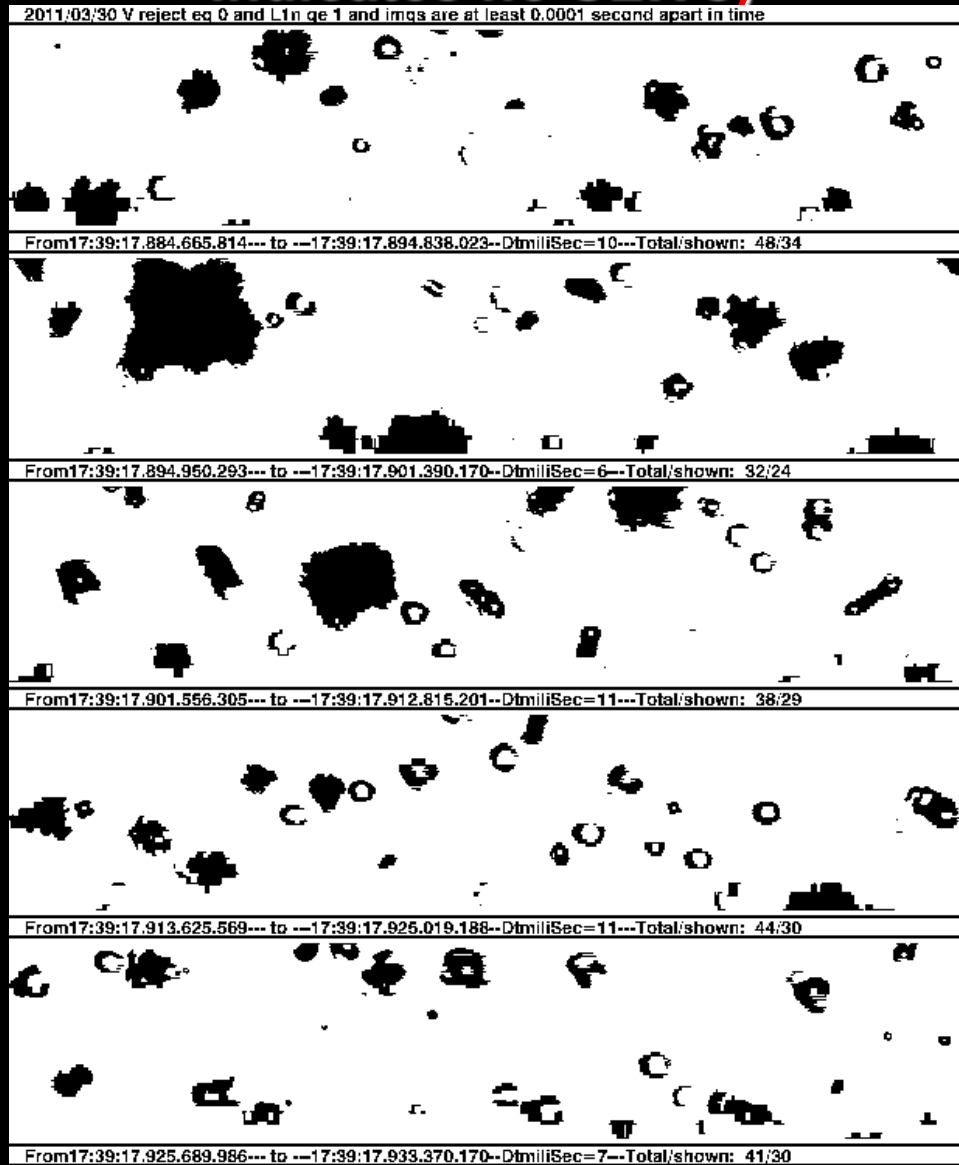 2011/03/30 V reject eq 0 and L1n ge 1 and imgs are at least 0.0001 second apart in time
From17:39:17.884.665.814--- to ---17:39:17.894.838.023--DtmiliSec=10---Total/shown: 48/34
From17:39:17.894.950.293--- to ---17:39:17.901.390.170--DtmiliSec=6---Total/shown: 32/24
From17:39:17.901.556.305--- to ---17:39:17.912.815.201--DtmiliSec=11---Total/shown: 38/29
From17:39:17.913.625.569--- to ---17:39:17.925.019.188--DtmiliSec=11---Total/shown: 44/30
From17:39:17.925.689.986--- to ---17:39:17.933.370.170--DtmiliSec=7---Total/shown: 41/30